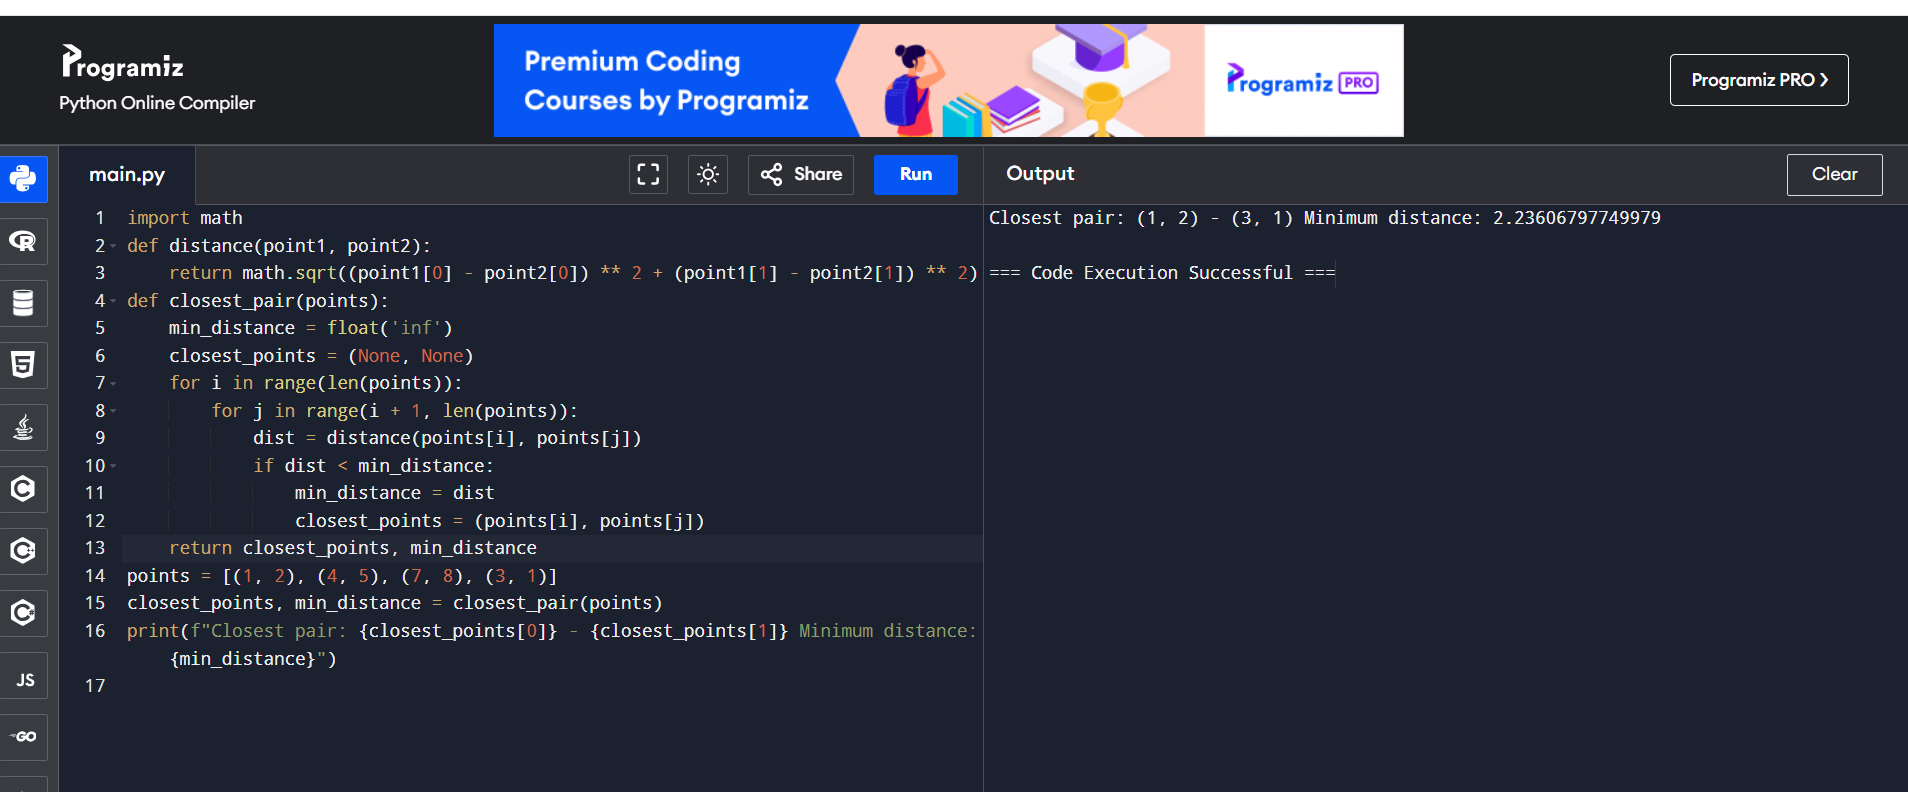 Programiz
Python Online Compiler
Premium Coding
Courses by Programiz
Programiz PRO
Programiz PRO ❯
main.py
Share
Run
Output
Clear
1 import math
2 def distance(point1, point2):
3     return math.sqrt((point1[0] - point2[0]) ** 2 + (point1[1] - point2[1]) ** 2)
4 def closest_pair(points):
5     min_distance = float('inf')
6     closest_points = (None, None)
7     for i in range(len(points)):
8         for j in range(i + 1, len(points)):
9             dist = distance(points[i], points[j])
10             if dist < min_distance:
11                 min_distance = dist
12                 closest_points = (points[i], points[j])
13     return closest_points, min_distance
14 points = [(1, 2), (4, 5), (7, 8), (3, 1)]
15 closest_points, min_distance = closest_pair(points)
16 print(f"Closest pair: {closest_points[0]} - {closest_points[1]} Minimum distance:
    {min_distance}")
17
Closest pair: (1, 2) - (3, 1) Minimum distance: 2.23606797749979
=== Code Execution Successful ===
R
5
C
C++
C#
JS
GO